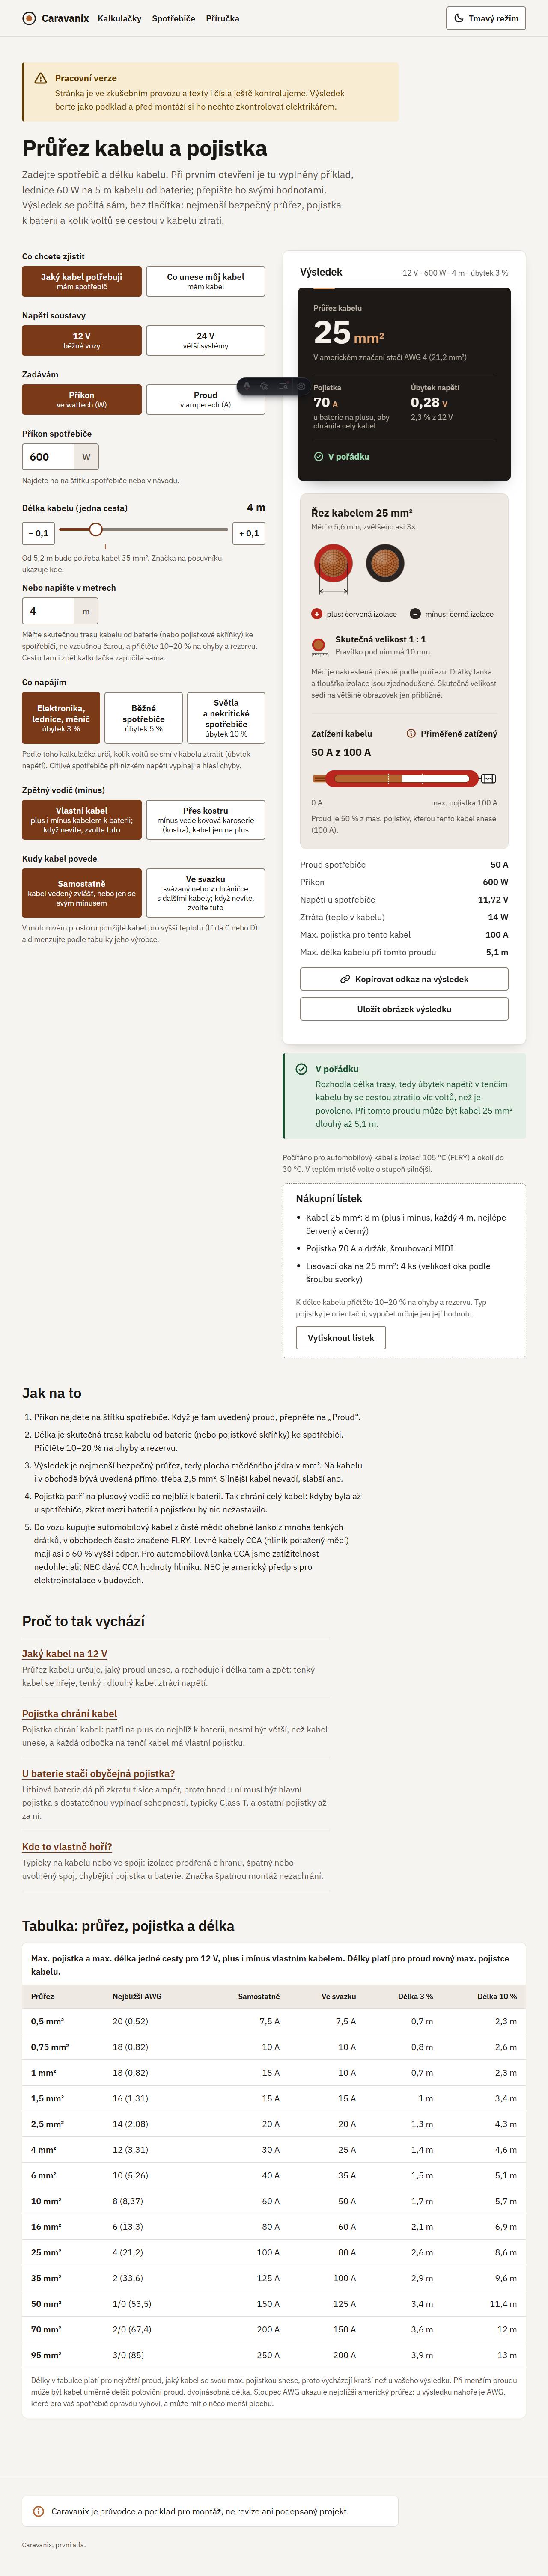 Caravanix
Kalkulačky
Spotřebiče
Příručka
Tmavý režim
Pracovní verze
Stránka je ve zkušebním provozu a texty i čísla ještě kontrolujeme. Výsledek
berte jako podklad a před montáží si ho nechte zkontrolovat elektrikářem.
Průřez kabelu a pojistka
Zadejte spotřebič a délku kabelu. Při prvním otevření je tu vyplněný příklad,
lednice 60 W na 5 m kabelu od baterie; přepište ho svými hodnotami.
Výsledek se počítá sám, bez tlačítka: nejmenší bezpečný průřez, pojistka
k baterii a kolik voltů se cestou v kabelu ztratí.
Co chcete zjistit
Jaký kabel potřebuji
mám spotřebič
Co unese můj kabel
mám kabel
Napětí soustavy
12 V
běžné vozy
24 V
větší systémy
Zadávám
Příkon
ve wattech (W)
Proud
v ampérech (A)
Příkon spotřebiče
600 W
Najdete ho na štítku spotřebiče nebo v návodu.
Délka kabelu (jedna cesta) 4 m
− 0,1
+ 0,1
Od 5,2 m bude potřeba kabel 35 mm². Značka na posuvníku
ukazuje kde.
Nebo napište v metrech
4 m
Měřte skutečnou trasu kabelu od baterie (nebo pojistkové skříňky) ke
spotřebiči, ne vzdušnou čarou, a přičtěte 10–20 % na ohyby a rezervu.
Cestu tam i zpět kalkulačka započítá sama.
Co napájím
Elektronika,
lednice, měnič
úbytek 3 %
Běžné
spotřebiče
úbytek 5 %
Světla
a nekritické
spotřebiče
úbytek 10 %
Podle toho kalkulačka určí, kolik voltů se smí v kabelu ztratit (úbytek
napětí). Citlivé spotřebiče při nízkém napětí vypínají a hlásí chyby.
Zpětný vodič (mínus)
Vlastní kabel
plus i mínus kabelem k baterii;
když nevíte, zvolte tuto
Přes kostru
mínus vede kovová karoserie
(kostra), kabel jen na plus
Kudy kabel povede
Samostatně
kabel vedený zvlášť, nebo jen se
svým mínusem
Ve svazku
svázaný nebo v chráničce
s dalšími kabely; když nevíte,
zvolte tuto
V motorovém prostoru použijte kabel pro vyšší teplotu (třída C nebo D)
a dimenzujte podle tabulky jeho výrobce.
Výsledek
12 V · 600 W · 4 m · úbytek 3 %
Průřez kabelu
25 mm²
V americkém značení stačí AWG 4 (21,2 mm²)
Pojistka
70 A
u baterie na plusu, aby
chránila celý kabel
Úbytek napětí
0,28 V
2,3 % z 12 V
V pořádku
Řez kabelem 25 mm²
Měď ⌀ 5,6 mm, zvětšeno asi 3×
plus: červená izolace
mínus: černá izolace
Skutečná velikost 1 : 1
Pravítko pod ním má 10 mm.
Měď je nakreslená přesně podle průřezu. Drátky lanka
a tloušťka izolace jsou zjednodušené. Skutečná velikost
sedí na většině obrazovek jen přibližně.
Zatížení kabelu
Přiměřeně zatížený
50 A z 100 A
0 A
max. pojistka 100 A
Proud je 50 % z max. pojistky, kterou tento kabel snese
(100 A).
Proud spotřebiče 50 A
Příkon 600 W
Napětí u spotřebiče 11,72 V
Ztráta (teplo v kabelu) 14 W
Max. pojistka pro tento kabel 100 A
Max. délka kabelu při tomto proudu 5,1 m
Kopírovat odkaz na výsledek
Uložit obrázek výsledku
V pořádku
Rozhodla délka trasy, tedy úbytek napětí: v tenčím
kabelu by se cestou ztratilo víc voltů, než je
povoleno. Při tomto proudu může být kabel 25 mm²
dlouhý až 5,1 m.
Počítáno pro automobilový kabel s izolací 105 °C (FLRY) a okolí do
30 °C. V teplém místě volte o stupeň silnější.
Nákupní lístek
• Kabel 25 mm²: 8 m (plus i mínus, každý 4 m, nejlépe
červený a černý)
• Pojistka 70 A a držák, šroubovací MIDI
• Lisovací oka na 25 mm²: 4 ks (velikost oka podle
šroubu svorky)
K délce kabelu přičtěte 10–20 % na ohyby a rezervu. Typ
pojistky je orientační, výpočet určuje jen její hodnotu.
Vytisknout lístek
Jak na to
1. Příkon najdete na štítku spotřebiče. Když je tam uvedený proud, přepněte na „Proud“.
2. Délka je skutečná trasa kabelu od baterie (nebo pojistkové skříňky) ke spotřebiči.
Přičtěte 10–20 % na ohyby a rezervu.
3. Výsledek je nejmenší bezpečný průřez, tedy plocha měděného jádra v mm². Na kabelu
i v obchodě bývá uvedená přímo, třeba 2,5 mm². Silnější kabel nevadí, slabší ano.
4. Pojistka patří na plusový vodič co nejblíž k baterii. Tak chrání celý kabel: kdyby byla až
u spotřebiče, zkrat mezi baterií a pojistkou by nic nezastavilo.
5. Do vozu kupujte automobilový kabel z čisté mědi: ohebné lanko z mnoha tenkých
drátků, v obchodech často značené FLRY. Levné kabely CCA (hliník potažený mědí)
mají asi o 60 % vyšší odpor. Pro automobilová lanka CCA jsme zatížitelnost
nedohledali; NEC dává CCA hodnoty hliníku. NEC je americký předpis pro
elektroinstalace v budovách.
Proč to tak vychází
Jaký kabel na 12 V
Průřez kabelu určuje, jaký proud unese, a rozhoduje i délka tam a zpět: tenký
kabel se hřeje, tenký i dlouhý kabel ztrácí napětí.
Pojistka chrání kabel
Pojistka chrání kabel: patří na plus co nejblíž k baterii, nesmí být větší, než kabel
unese, a každá odbočka na tenčí kabel má vlastní pojistku.
U baterie stačí obyčejná pojistka?
Lithiová baterie dá při zkratu tisíce ampér, proto hned u ní musí být hlavní
pojistka s dostatečnou vypínací schopností, typicky Class T, a ostatní pojistky až
za ní.
Kde to vlastně hoří?
Typicky na kabelu nebo ve spoji: izolace prodřená o hranu, špatný nebo
uvolněný spoj, chybějící pojistka u baterie. Značka špatnou montáž nezachrání.
Tabulka: průřez, pojistka a délka
Max. pojistka a max. délka jedné cesty pro 12 V, plus i mínus vlastním kabelem. Délky platí pro proud rovný max. pojistce
kabelu.
Průřez Nejbližší AWG Samostatně Ve svazku Délka 3 % Délka 10 %
0,5 mm² 20 (0,52) 7,5 A 7,5 A 0,7 m 2,3 m
0,75 mm² 18 (0,82) 10 A 10 A 0,8 m 2,6 m
1 mm² 18 (0,82) 15 A 10 A 0,7 m 2,3 m
1,5 mm² 16 (1,31) 15 A 15 A 1 m 3,4 m
2,5 mm² 14 (2,08) 20 A 20 A 1,3 m 4,3 m
4 mm² 12 (3,31) 30 A 25 A 1,4 m 4,6 m
6 mm² 10 (5,26) 40 A 35 A 1,5 m 5,1 m
10 mm² 8 (8,37) 60 A 50 A 1,7 m 5,7 m
16 mm² 6 (13,3) 80 A 60 A 2,1 m 6,9 m
25 mm² 4 (21,2) 100 A 80 A 2,6 m 8,6 m
35 mm² 2 (33,6) 125 A 100 A 2,9 m 9,6 m
50 mm² 1/0 (53,5) 150 A 125 A 3,4 m 11,4 m
70 mm² 2/0 (67,4) 200 A 150 A 3,6 m 12 m
95 mm² 3/0 (85) 250 A 200 A 3,9 m 13 m
Délky v tabulce platí pro největší proud, jaký kabel se svou max. pojistkou snese, proto vycházejí kratší než u vašeho výsledku. Při menším proudu
může být kabel úměrně delší: poloviční proud, dvojnásobná délka. Sloupec AWG ukazuje nejbližší americký průřez; u výsledku nahoře je AWG,
které pro váš spotřebič opravdu vyhoví, a může mít o něco menší plochu.
Caravanix je průvodce a podklad pro montáž, ne revize ani podepsaný projekt.
Caravanix, první alfa.